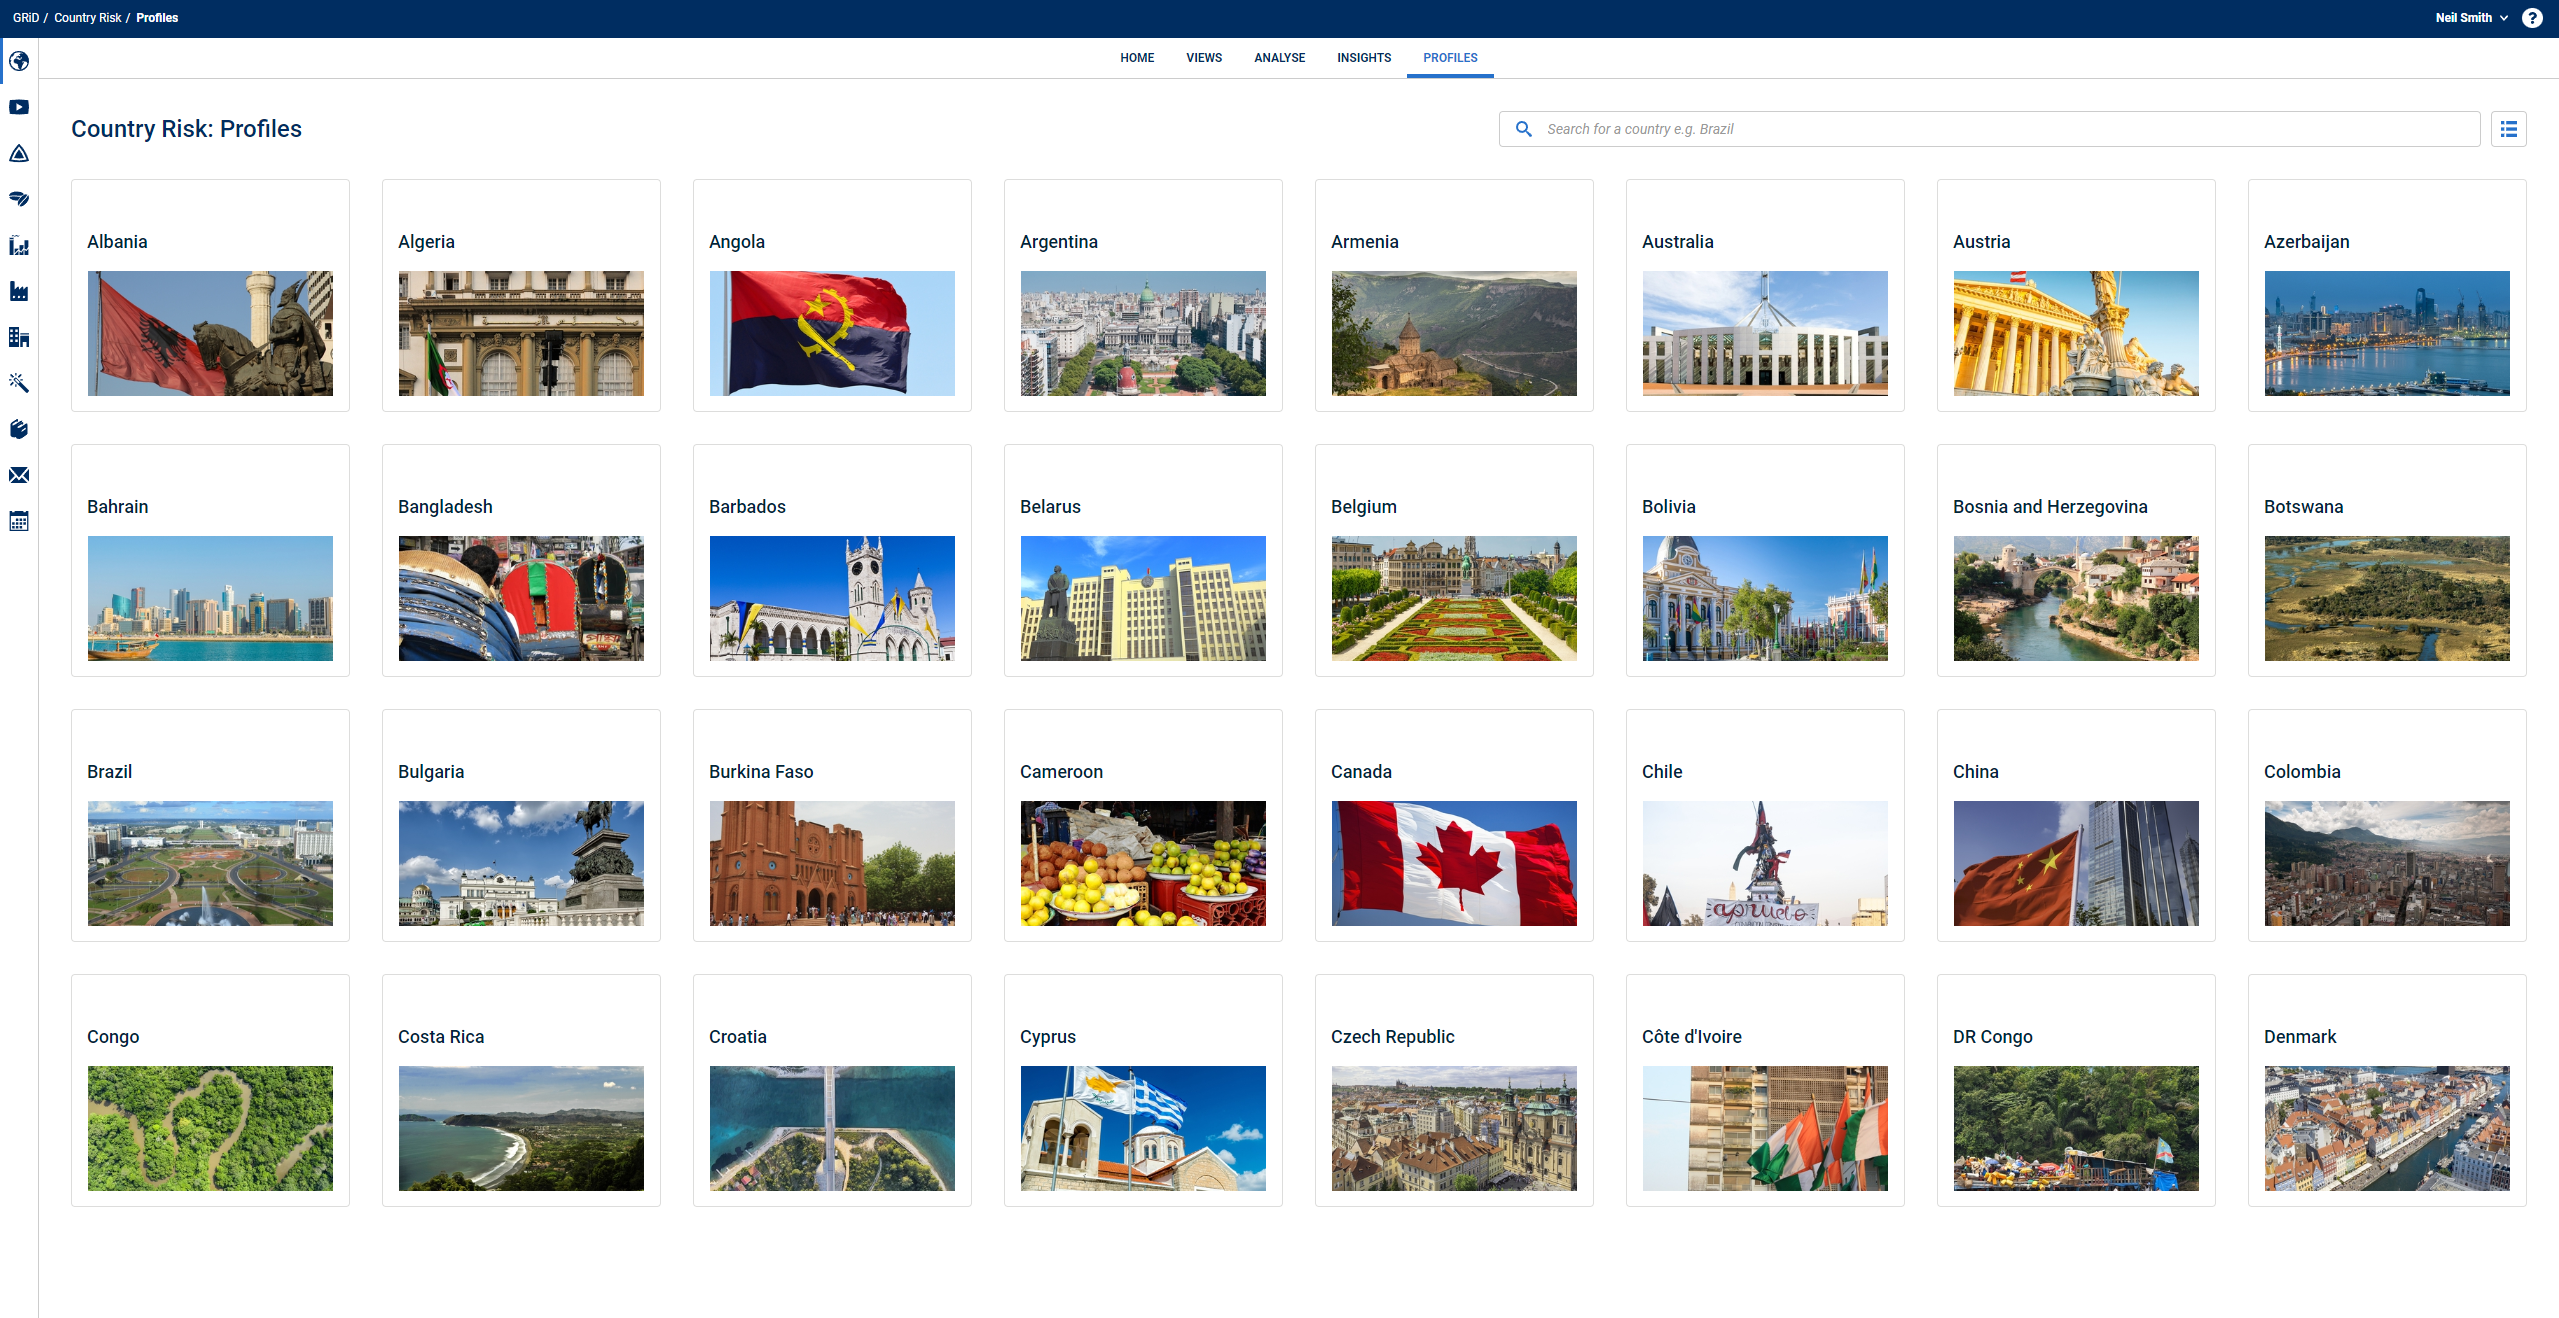 GRiD / Country Risk / Profiles
Neil Smith
?
HOME VIEWS ANALYSE INSIGHTS PROFILES
Country Risk: Profiles
Search for a country e.g. Brazil
Albania
Algeria
Angola
Argentina
Armenia
Australia
Austria
Azerbaijan
Bahrain
Bangladesh
Barbados
Belarus
Belgium
Bolivia
Bosnia and Herzegovina
Botswana
Brazil
Bulgaria
Burkina Faso
Cameroon
Canada
Chile
China
Colombia
apruebo
Congo
Costa Rica
Croatia
Cyprus
Czech Republic
Côte d'Ivoire
DR Congo
Denmark